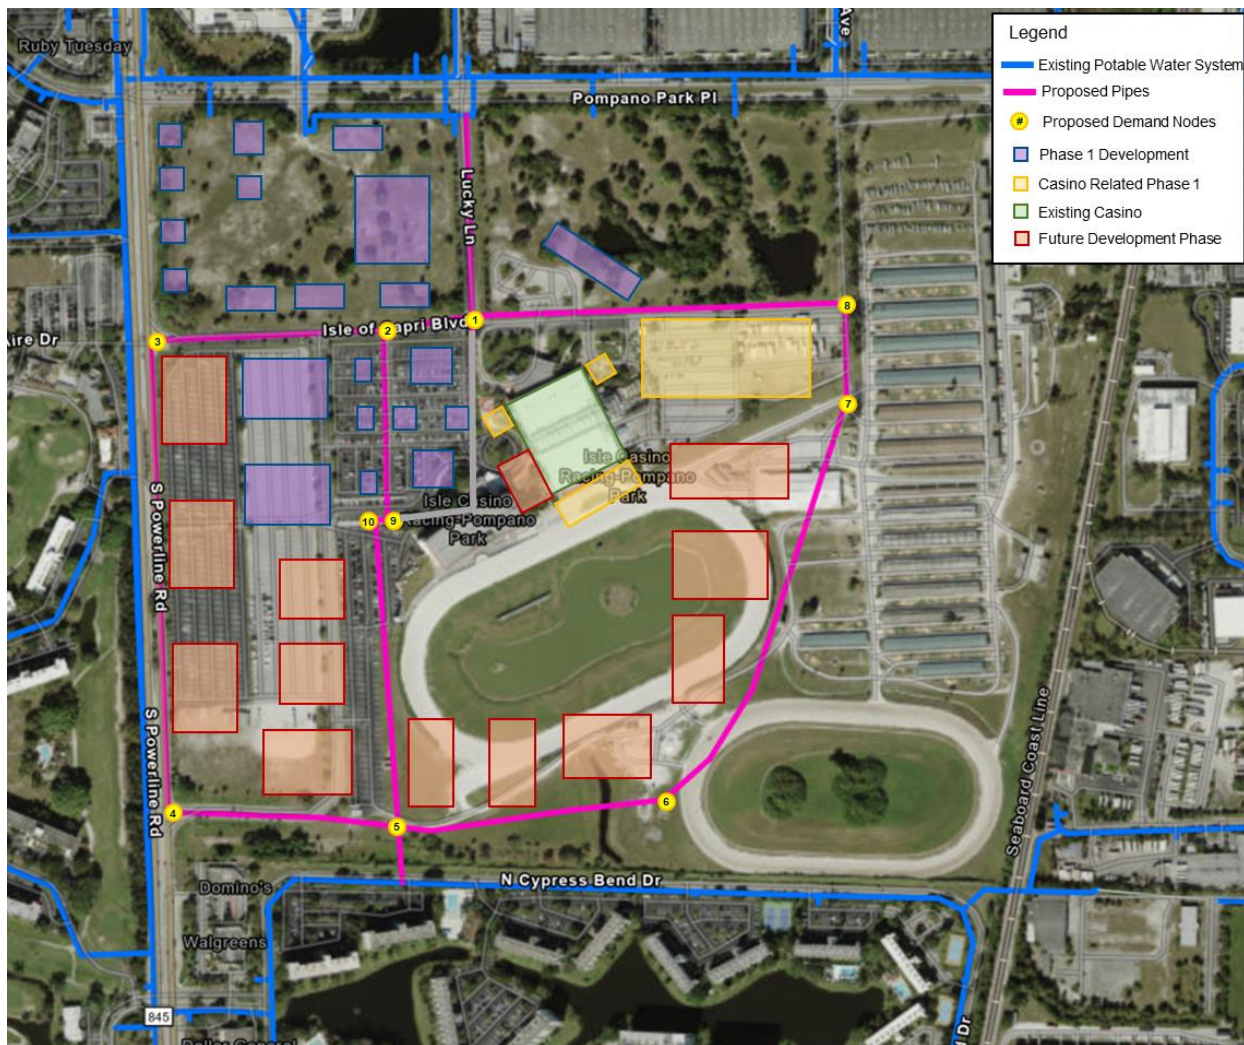 Ruby Tuesday
Ave
Pompano Park Pl
Legend
Existing Potable Water System
Proposed Pipes
# Proposed Demand Nodes
Phase 1 Development
Casino Related Phase 1
Existing Casino
Future Development Phase
Lucky Ln
8
1
2
Isle of Capri Blvd
3
Aire Dr
7
Isle Casino
Racing-Pompano
Park
Isle Casino
Racing-Pompano
Park
10
9
S Powerline Rd
S Powerline Rd
Seaboard Coast Line
6
4
5
N Cypress Bend Dr
Domino's
Walgreens
845
d Dr
Dollar General